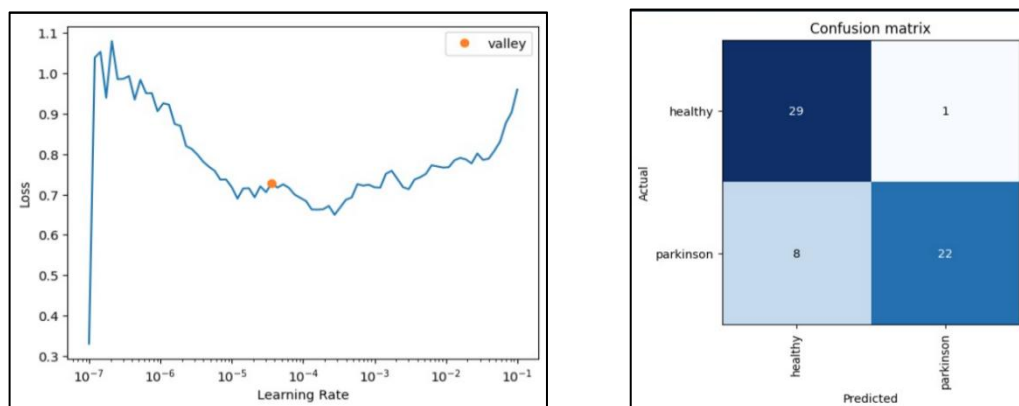 1.1
1.0
0.9
0.8
0.7
0.6
0.5
0.4
0.3
Loss
valley
10⁻⁷ 10⁻⁶ 10⁻⁵ 10⁻⁴ 10⁻³ 10⁻² 10⁻¹
Learning Rate
Confusion matrix
healthy 29 1
Actual
parkinson 8 22
healthy parkinson
Predicted